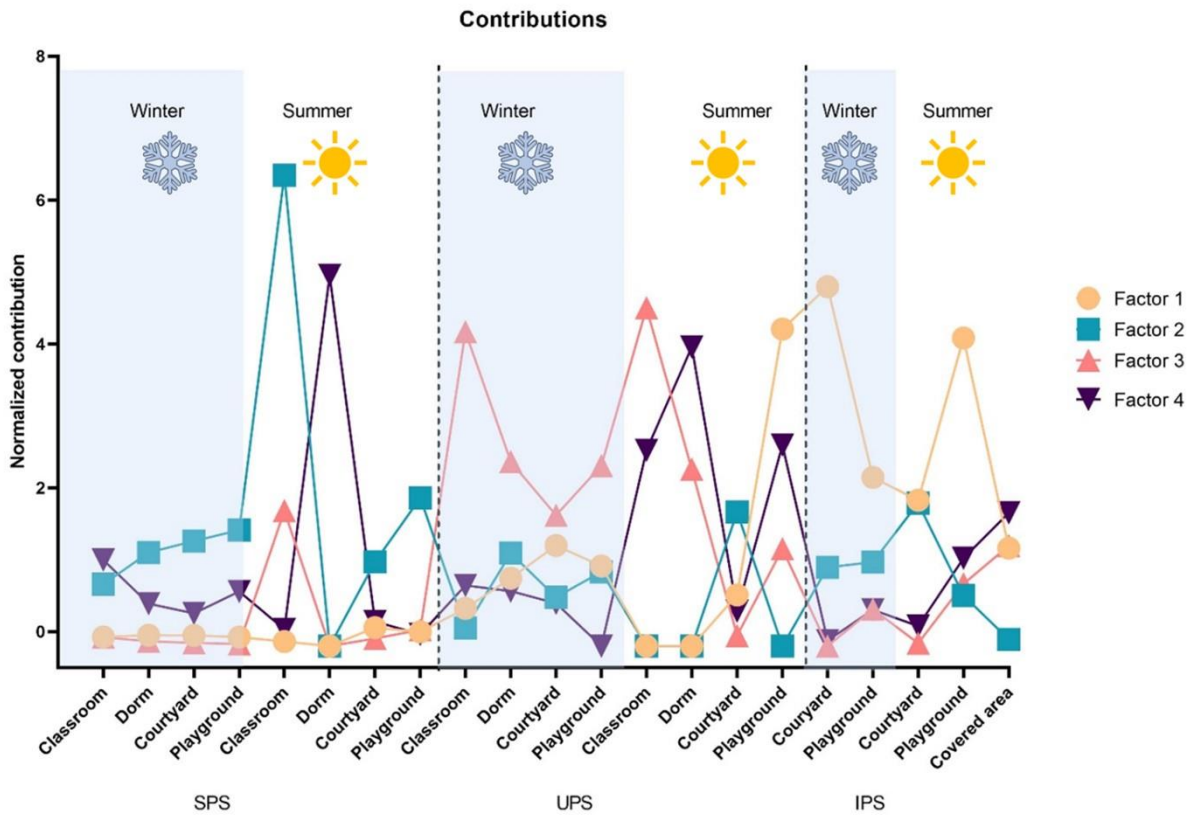 Contributions
Normalized contribution
8
6
4
2
0
Winter
Summer
Winter
Summer
Winter
Summer
Factor 1
Factor 2
Factor 3
Factor 4
Classroom
Dorm
Courtyard
Playground
Classroom
Dorm
Courtyard
Playground
Classroom
Dorm
Courtyard
Playground
Classroom
Dorm
Courtyard
Playground
Couryard
Playground
Courtyard
Playground
Covered area
SPS
UPS
IPS